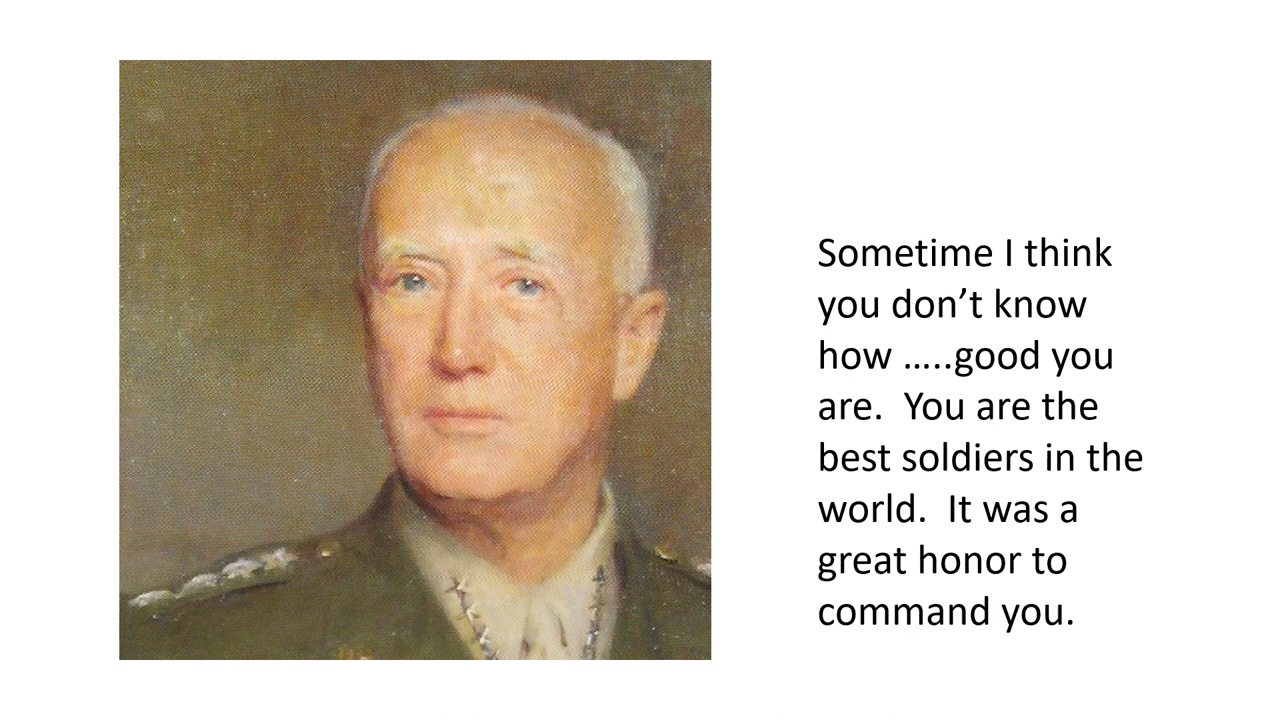 Sometime I think
you don’t know
how …..good you
are.  You are the
best soldiers in the
world.  It was a
great honor to
command you.